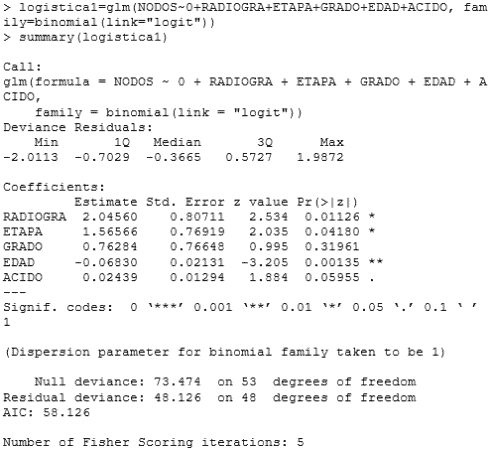 > logistica1=glm(NODOS~0+RADIOGRA+ETAPA+GRADO+EDAD+ACIDO, fam
ily=binomial(link="logit"))
> summary(logistica1)
Call:
glm(formula = NODOS ~ 0 + RADIOGRA + ETAPA + GRADO + EDAD + A
CIDO,
    family = binomial(link = "logit"))
Deviance Residuals:
    Min       1Q   Median       3Q      Max
-2.0113  -0.7029  -0.3665   0.5727   1.9872
Coefficients:
         Estimate Std. Error z value Pr(>|z|)
RADIOGRA  2.04560    0.80711   2.534  0.01126 *
ETAPA     1.56566    0.76919   2.035  0.04180 *
GRADO     0.76284    0.76648   0.995  0.31961
EDAD     -0.06830    0.02131  -3.205  0.00135 **
ACIDO     0.02439    0.01294   1.884  0.05955 .
---
Signif. codes:  0 ‘***’ 0.001 ‘**’ 0.01 ‘*’ 0.05 ‘.’ 0.1 ‘ ’
1
(Dispersion parameter for binomial family taken to be 1)
    Null deviance: 73.474  on 53  degrees of freedom
Residual deviance: 48.126  on 48  degrees of freedom
AIC: 58.126
Number of Fisher Scoring iterations: 5